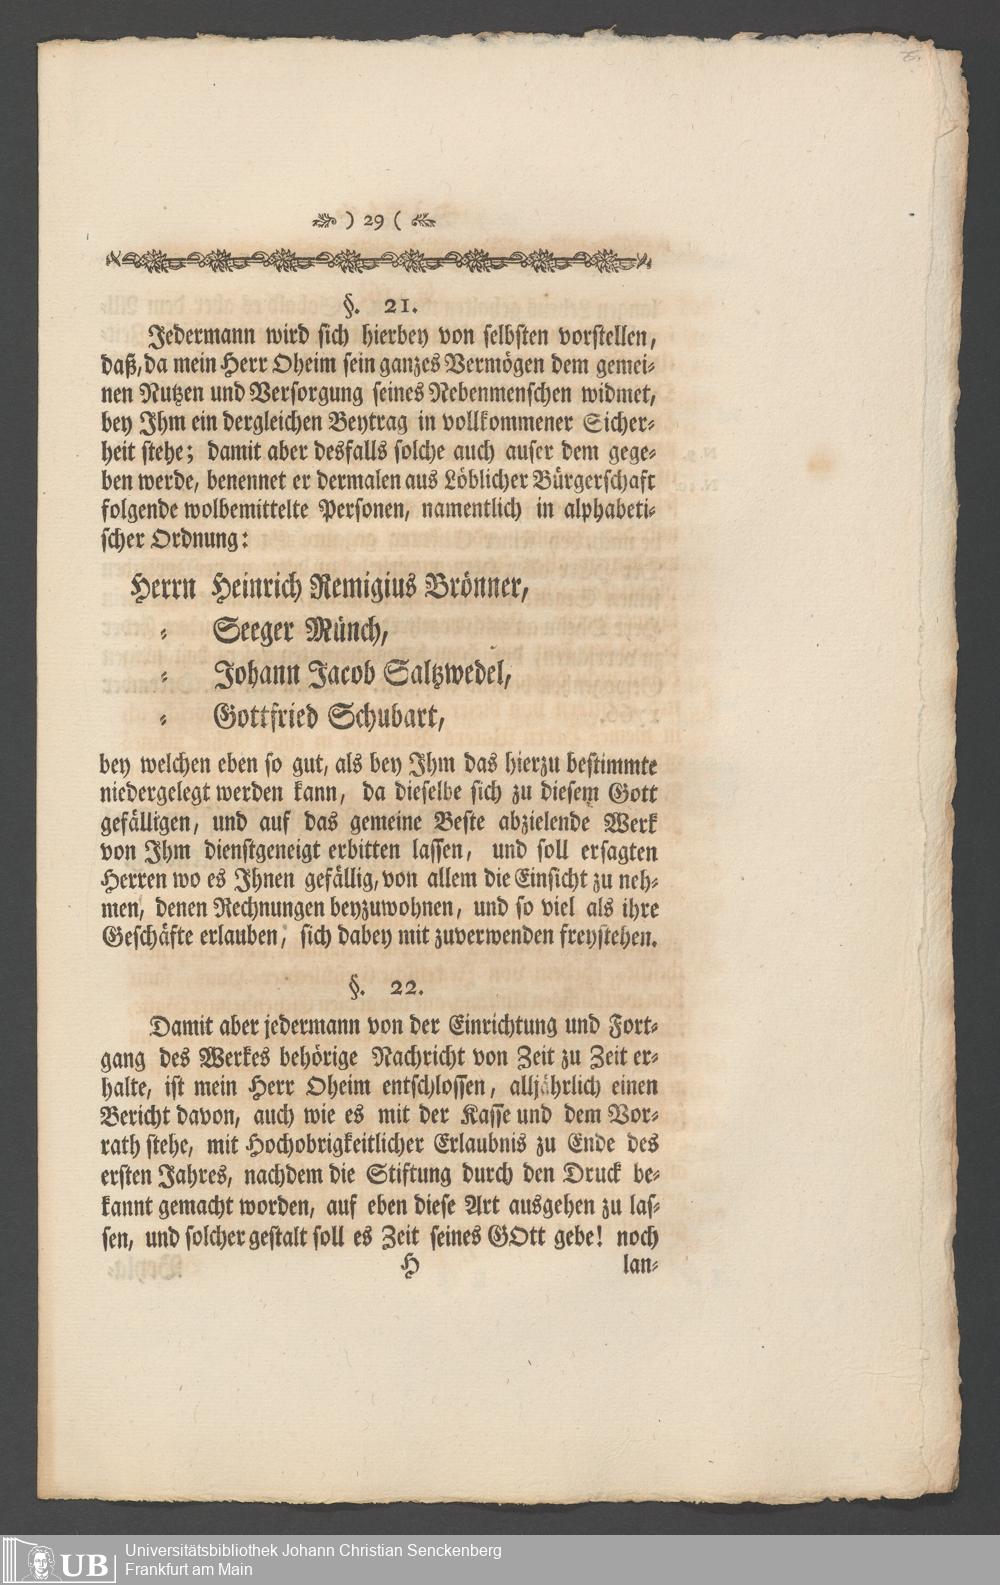 ) 29 (
§. 21.
Jedermann wird sich hierbey von selbsten vorstellen,
daß, da mein Herr Oheim sein ganzes Vermögen dem gemei-
nen Nutzen und Versorgung seines Nebenmenschen widmet,
bey Ihm ein dergleichen Beytrag in vollkommener Sicher-
heit stehe; damit aber desfalls solche auch auser dem gege-
ben werde, benennet er dermalen aus Löblicher Bürgerschaft
folgende wolbemittelte Personen, namentlich in alphabeti-
scher Ordnung:
Herrn Heinrich Remigius Brönner,
- Seeger Münch,
- Johann Jacob Saltzwedel,
- Gottfried Schubart,
bey welchen eben so gut, als bey Ihm das hierzu bestimmte
niedergelegt werden kann, da dieselbe sich zu diesem Gott
gefälligen, und auf das gemeine Beste abzielende Werk
von Ihm dienstgeneigt erbitten lassen, und soll ersagten
Herren wo es Ihnen gefällig, von allem die Einsicht zu neh-
men, denen Rechnungen beyzuwohnen, und so viel als ihre
Geschäfte erlauben, sich dabey mit zuverwenden freystehen.
§. 22.
Damit aber jedermann von der Einrichtung und Fort-
gang des Werkes behörige Nachricht von Zeit zu Zeit er-
halte, ist mein Herr Oheim entschlossen, alljährlich einen
Bericht davon, auch wie es mit der Kasse und dem Vor-
rath stehe, mit Hochobrigkeitlicher Erlaubnis zu Ende des
ersten Jahres, nachdem die Stiftung durch den Druck be-
kannt gemacht worden, auf eben diese Art ausgehen zu las-
sen, und solcher gestalt soll es Zeit seines GOtt gebe! noch
H lan-
UB Universitätsbibliothek Johann Christian Senckenberg
Frankfurt am Main